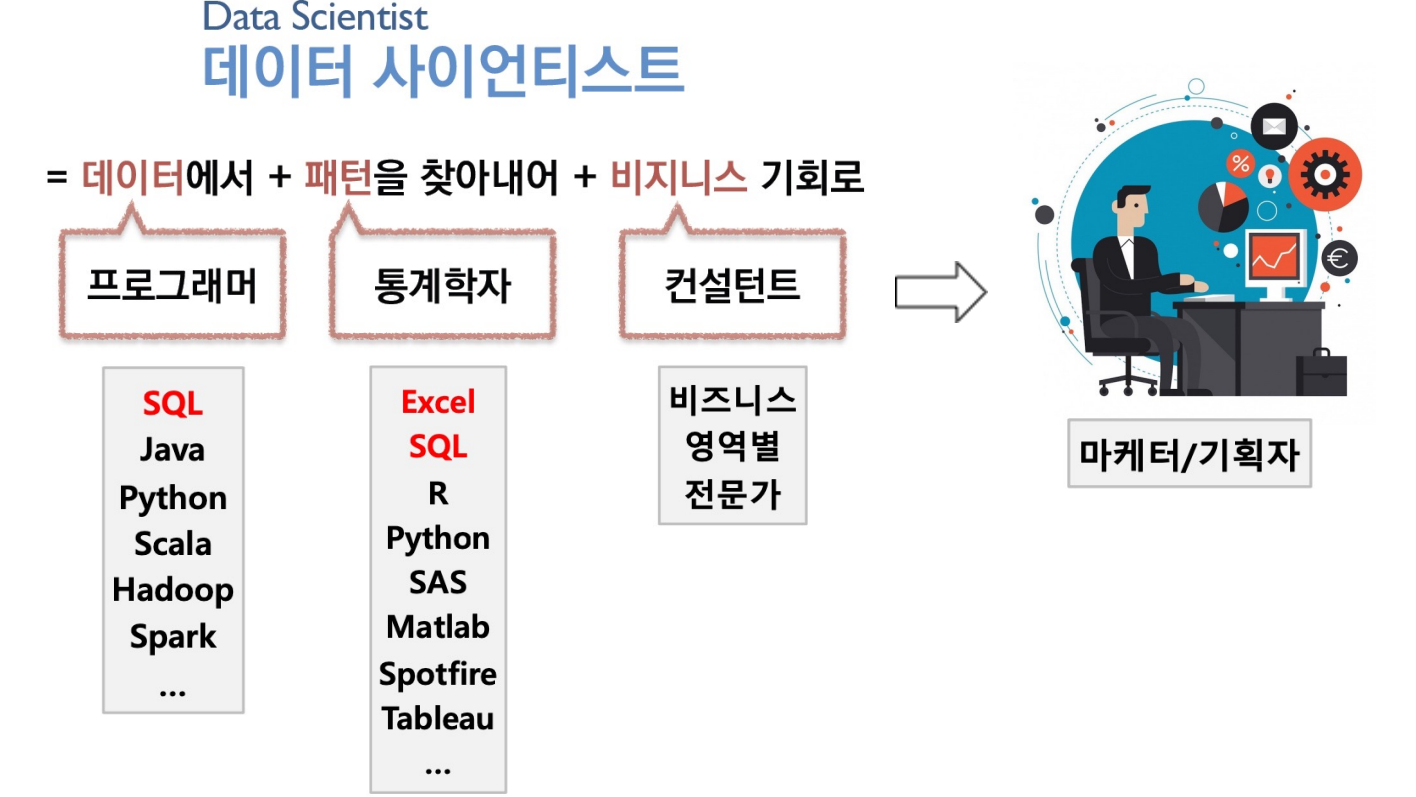 Data Scientist
데이터 사이언티스트
= 데이터에서 + 패턴을 찾아내어 + 비지니스 기회로
프로그래머
통계학자
컨설턴트
SQL
Java
Python
Scala
Hadoop
Spark
...
Excel
SQL
R
Python
SAS
Matlab
Spotfire
Tableau
...
비즈니스
영역별
전문가
%
€
마케터/기획자